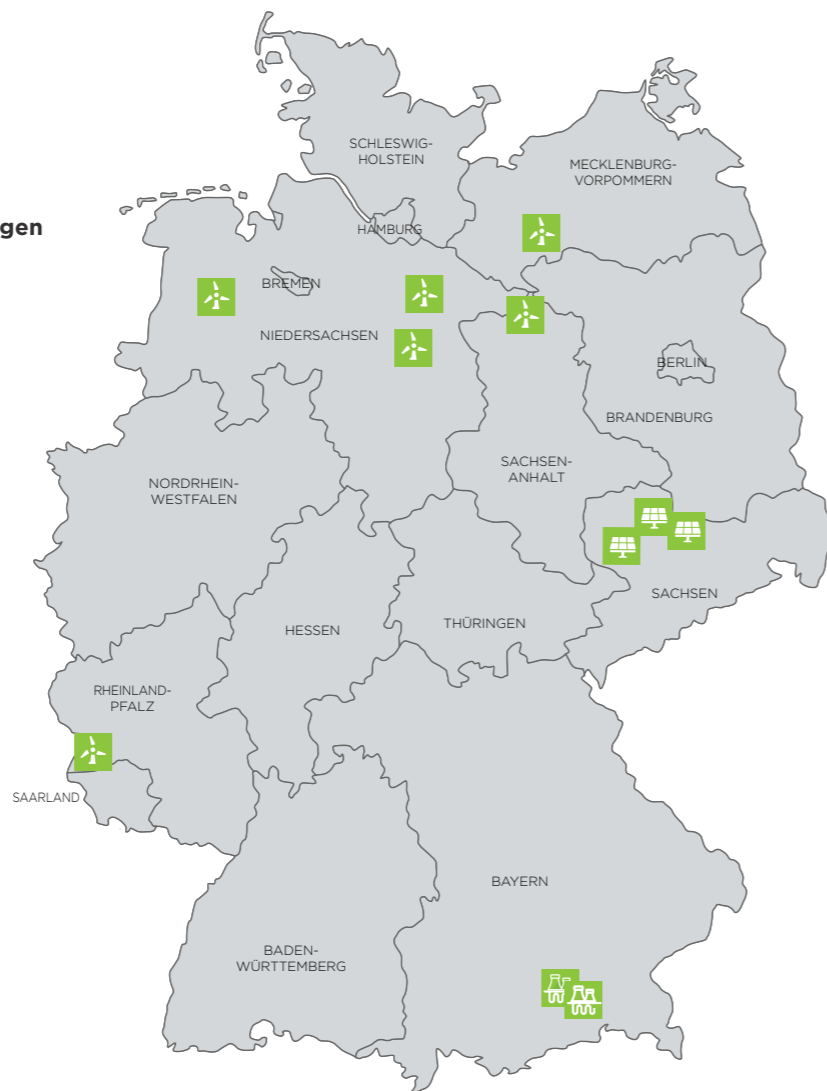 SCHLESWIG-
HOLSTEIN
MECKLENBURG-
VORPOMMERN
gen
HAMBURG
BREMEN
NIEDERSACHSEN
BERLIN
BRANDENBURG
SACHSEN-
ANHALT
NORDRHEIN-
WESTFALEN
SACHSEN
THÜRINGEN
HESSEN
RHEINLAND-
PFALZ
SAARLAND
BAYERN
BADEN-
WÜRTTEMBERG